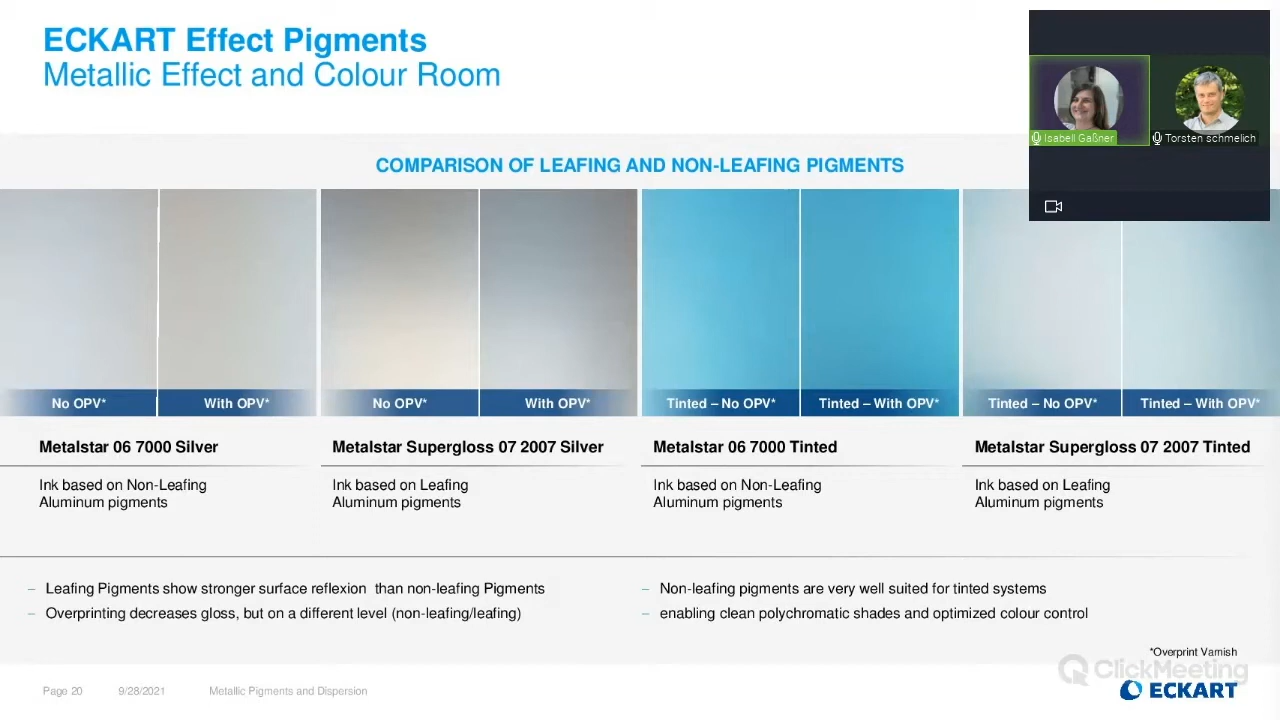 ECKART Effect Pigments
Metallic Effect and Colour Room
Isabell Gaßner
Torsten schmelich
COMPARISON OF LEAFING AND NON-LEAFING PIGMENTS
No OPV*
With OPV*
No OPV*
With OPV*
Tinted – No OPV*
Tinted – With OPV*
Tinted – No OPV*
Tinted – With OPV*
Metalstar 06 7000 Silver
Ink based on Non-Leafing
Aluminum pigments
Metalstar Supergloss 07 2007 Silver
Ink based on Leafing
Aluminum pigments
Metalstar 06 7000 Tinted
Ink based on Non-Leafing
Aluminum pigments
Metalstar Supergloss 07 2007 Tinted
Ink based on Leafing
Aluminum pigments
– Leafing Pigments show stronger surface reflexion than non-leafing Pigments
– Overprinting decreases gloss, but on a different level (non-leafing/leafing)
– Non-leafing pigments are very well suited for tinted systems
– enabling clean polychromatic shades and optimized colour control
*Overprint Varnish
ClickMeeting
Page 20
9/28/2021
Metallic Pigments and Dispersion
ECKART